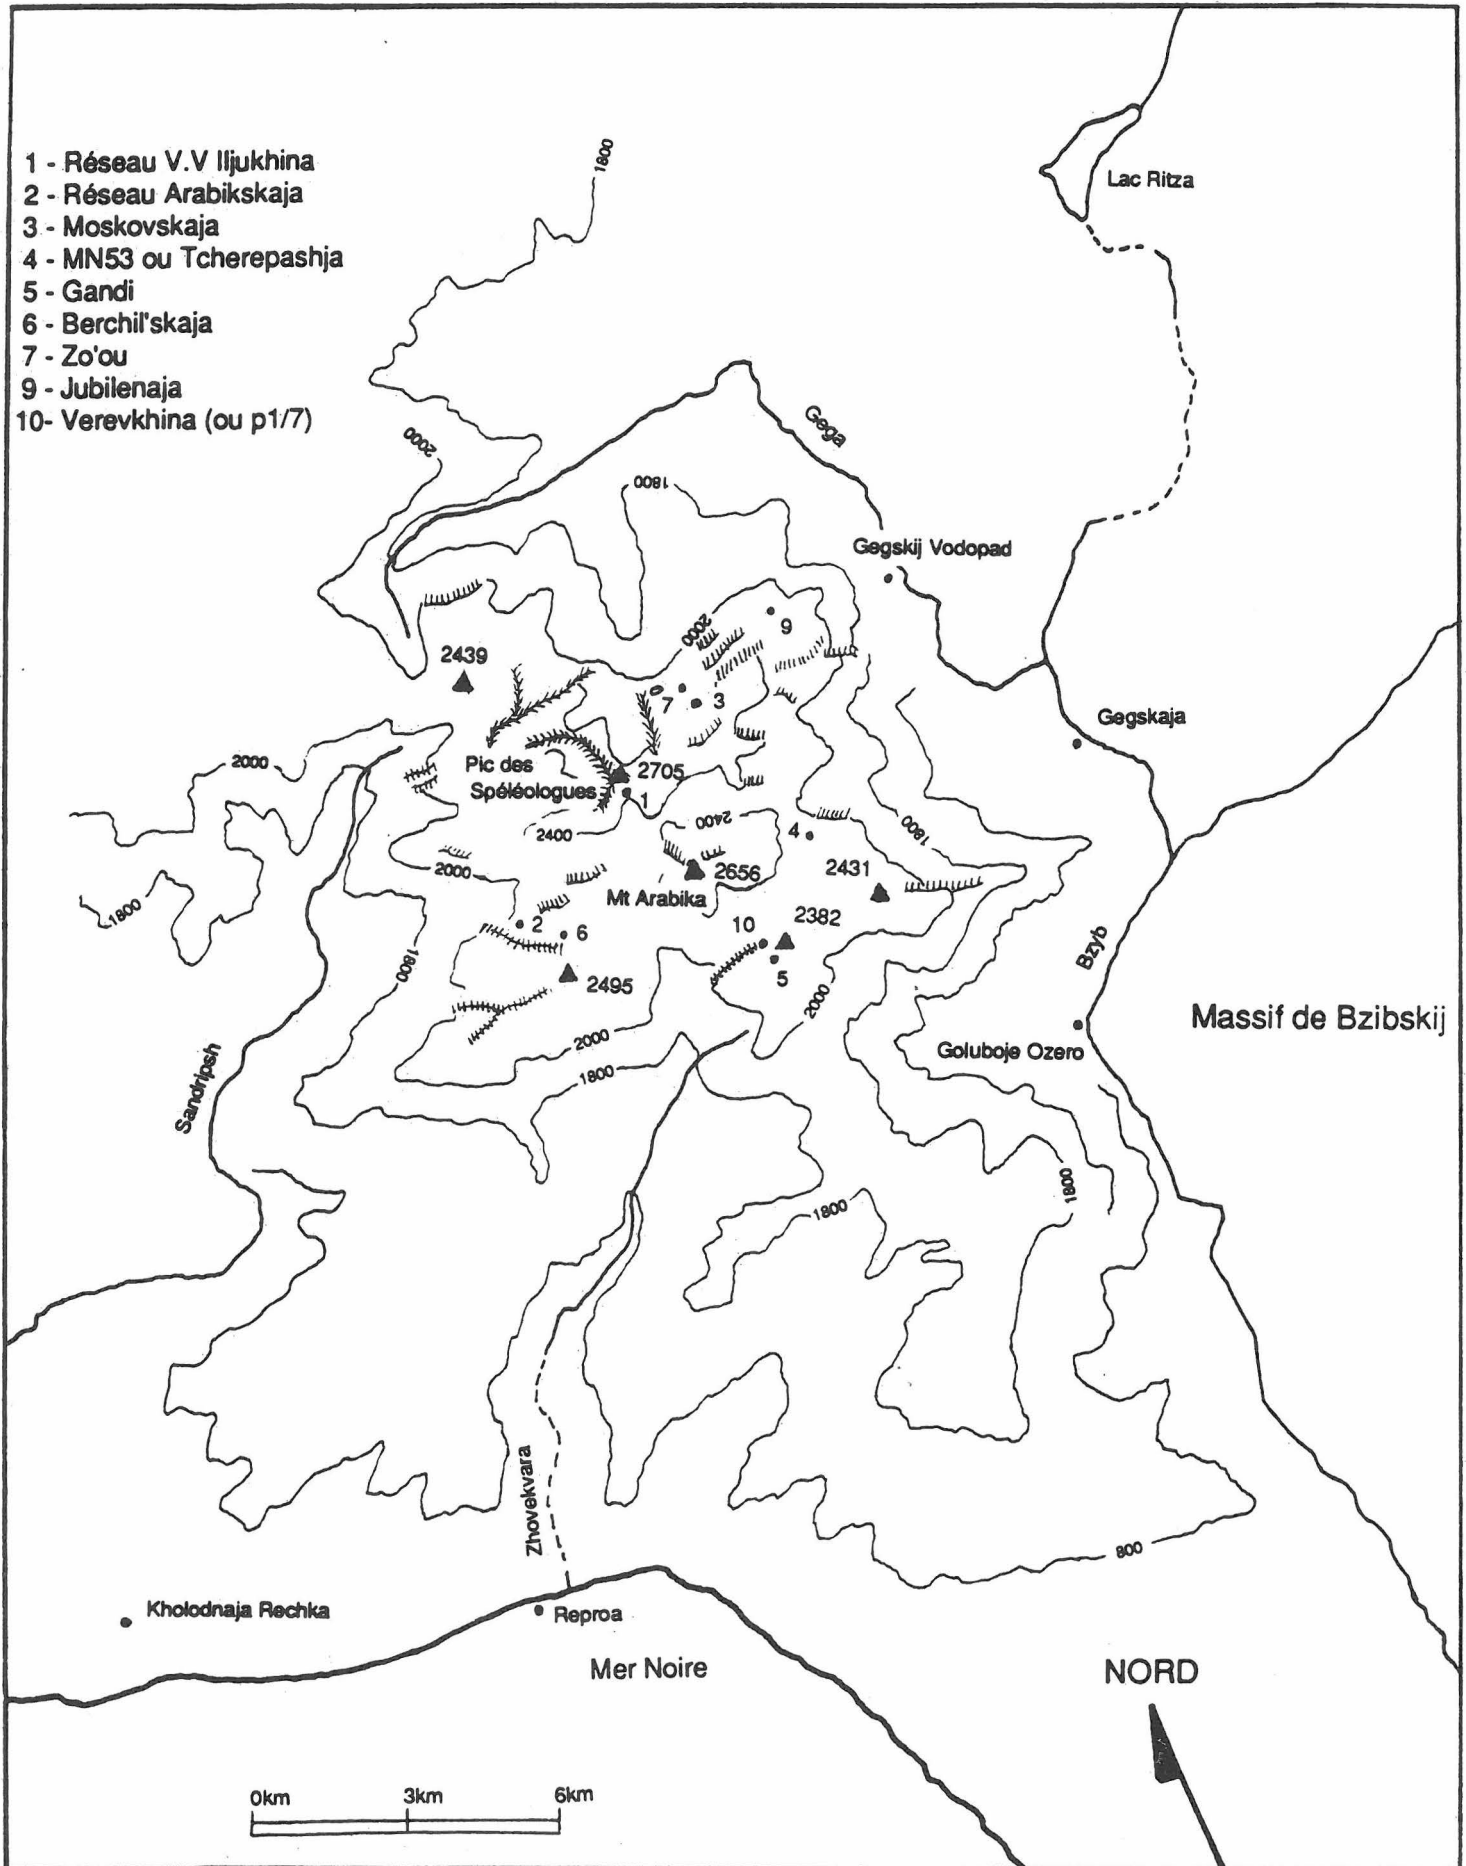 1 - Réseau V.V Iljukhina
2 - Réseau Arabikskaja
3 - Moskovskaja
4 - MN53 ou Tcherepashja
5 - Gandi
6 - Berchil'skaja
7 - Zo'ou
9 - Jubilenaja
10- Verevkhina (ou p1/7)
1800
Lac Ritza
Gega
2000
1800
Gegskij Vodopad
9
2000
2439
7
3
Gegskaja
2000
Pic des
Spéléologues
2705
1
2400
2400
4
1800
2000
2656
2431
Mt Arabika
1800
2
6
10
2382
5
2495
1800
2000
Bzyb
Massif de Bzibskij
2000
Goluboje Ozero
1800
Sandripsh
1800
1800
Zhovekvara
800
Kholodnaja Rechka
Reproa
Mer Noire
NORD
0km
3km
6km